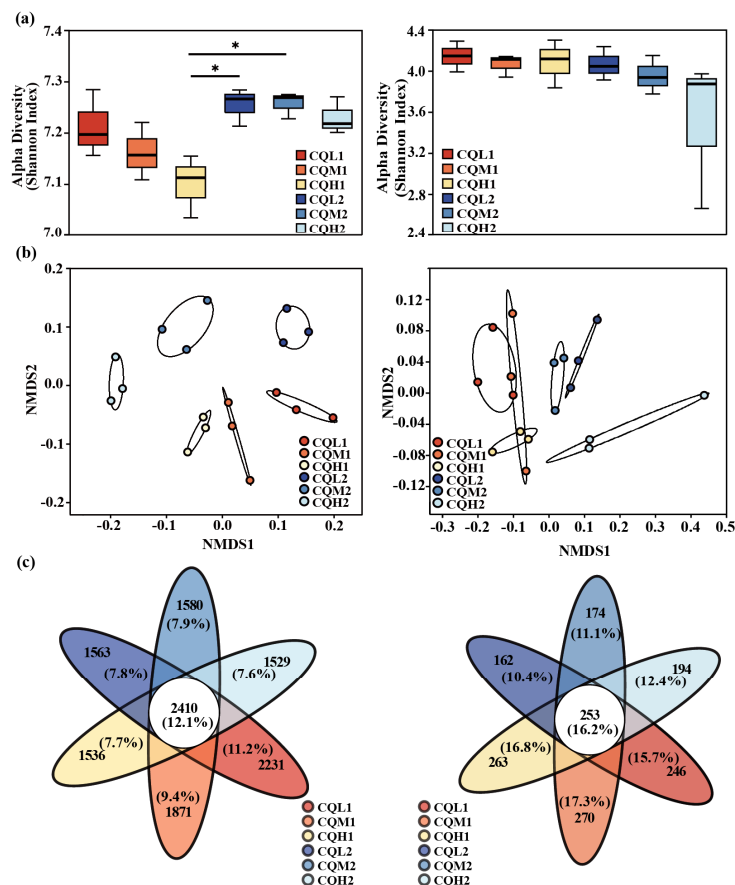 (a)
7.4
7.3
7.2
7.1
7.0
Alpha Diversity
(Shannon Index)
*
*
CQL1
CQM1
CQH1
CQL2
CQM2
CQH2
4.4
4.0
3.6
3.2
2.8
2.4
Alpha Diversity
(Shannon Index)
CQL1
CQM1
CQH1
CQL2
CQM2
CQH2
(b)
0.2
0.1
0.0
-0.1
-0.2
NMDS2
-0.2
-0.1
0.0
0.1
0.2
NMDS1
CQL1
CQM1
CQH1
CQL2
CQM2
CQH2
0.12
0.08
0.04
0.00
-0.04
-0.08
-0.12
-0.3
-0.2
-0.1
0.0
0.1
0.2
0.3
0.4
0.5
NMDS1
CQL1
CQM1
CQH1
CQL2
CQM2
CQH2
(c)
1580
(7.9%)
1563
(7.8%)
1529
(7.6%)
2410
(12.1%)
(7.7%)
1536
(11.2%)
2231
(9.4%)
1871
CQL1
CQM1
CQH1
CQL2
CQM2
COH2
174
(11.1%)
162
(10.4%)
194
(12.4%)
253
(16.2%)
(16.8%)
263
(15.7%)
246
(17.3%)
270
CQL1
CQM1
CQH1
CQL2
CQM2
COH2